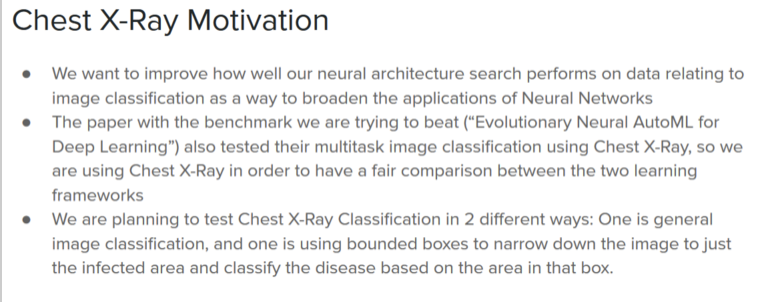 Chest X-Ray Motivation
● We want to improve how well our neural architecture search performs on data relating to
image classification as a way to broaden the applications of Neural Networks
● The paper with the benchmark we are trying to beat (“Evolutionary Neural AutoML for
Deep Learning”) also tested their multitask image classification using Chest X-Ray, so we
are using Chest X-Ray in order to have a fair comparison between the two learning
frameworks
● We are planning to test Chest X-Ray Classification in 2 different ways: One is general
image classification, and one is using bounded boxes to narrow down the image to just
the infected area and classify the disease based on the area in that box.